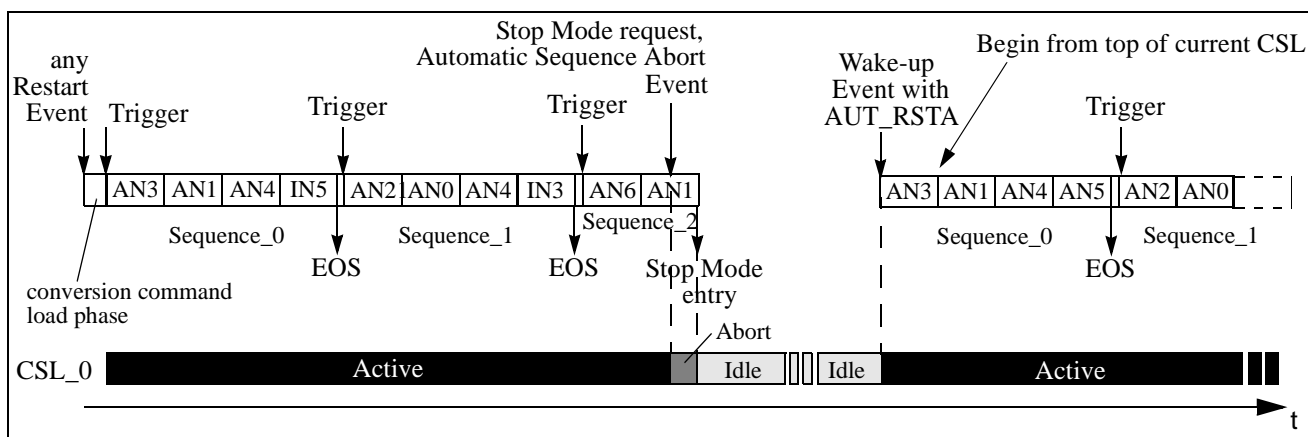 Stop Mode request,
Automatic Sequence Abort
Event
any
Restart
Event
Trigger
Trigger
Trigger
Wake-up
Event with
AUT_RSTA
Begin from top of current CSL
Trigger
AN3 AN1 AN4 IN5 AN21 AN0 AN4 IN3 AN6 AN1
AN3 AN1 AN4 AN5 AN2 AN0
Sequence_0
Sequence_1
Sequence_2
Sequence_0
Sequence_1
EOS
EOS
Stop Mode
entry
EOS
conversion command
load phase
Abort
CSL_0
Active
Idle
Idle
Active
t